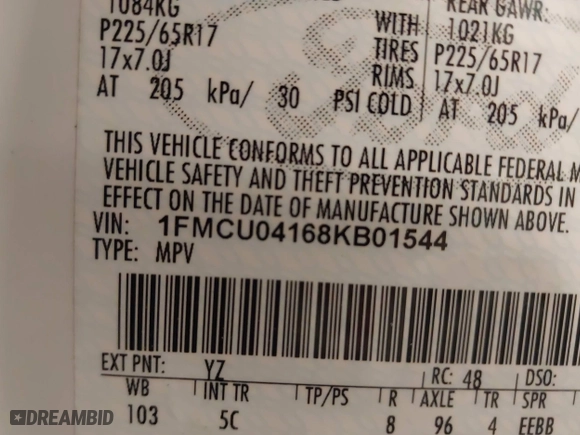 1084KG
REAR GAWR:
WITH 1021KG
P225/65R17 TIRES P225/65R17
17x7.0J RIMS 17x7.0J
AT 205 kPa/ 30 PSI COLD AT 205 kPa/
THIS VEHICLE CONFORMS TO ALL APPLICABLE FEDERAL M
VEHICLE SAFETY AND THEFT PREVENTION STANDARDS IN
EFFECT ON THE DATE OF MANUFACTURE SHOWN ABOVE.
VIN: 1FMCU04168KB01544
TYPE: MPV
EXT PNT: YZ RC: 48 DSO:
WB INT TR TP/PS R AXLE TR SPR
103 5C 8 96 4 EEBB
DREAMBID